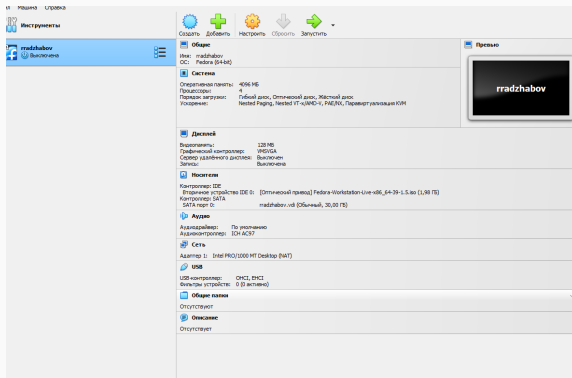 Машина Справка
Инструменты
Создать Добавить Настроить Сбросить Запустить
rradzhabov
Выключена
Общие
Имя: rradzhabov
ОС: Fedora (64-bit)
Система
Оперативная память: 4096 МБ
Процессоры: 4
Порядок загрузки: Гибкий диск, Оптический диск, Жёсткий диск
Ускорение: Nested Paging, Nested VT-x/AMD-V, PAE/NX, Паравиртуализация KVM
Превью
rradzhabov
Дисплей
Видеопамять: 128 МБ
Графический контроллер: VMSVGA
Сервер удалённого дисплея: Выключен
Запись: Выключена
Носители
Контроллер: IDE
Вторичное устройство IDE 0: [Оптический привод] Fedora-Workstation-Live-x86_64-39-1.5.iso (1,98 ГБ)
Контроллер: SATA
SATA порт 0: rradzhabov.vdi (Обычный, 30,00 ГБ)
Аудио
Аудиодрайвер: По умолчанию
Аудиоконтроллер: ICH AC97
Сеть
Адаптер 1: Intel PRO/1000 MT Desktop (NAT)
USB
USB-контроллер: OHCI, EHCI
Фильтры устройств: 0 (0 активно)
Общие папки
Отсутствуют
Описание
Отсутствует